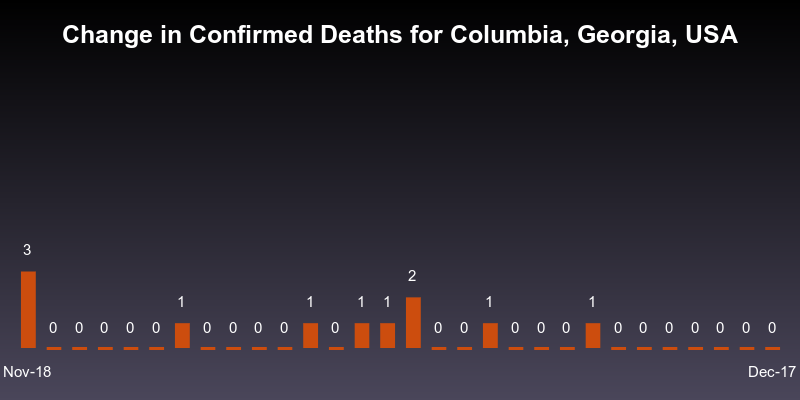 Change in Confirmed Deaths for Columbia, Georgia, USA
3 0 0 0 0 0 1 0 0 0 0 1 0 1 1 2 0 0 1 0 0 0 1 0 0 0 0 0 0 0
Nov-18 Dec-17